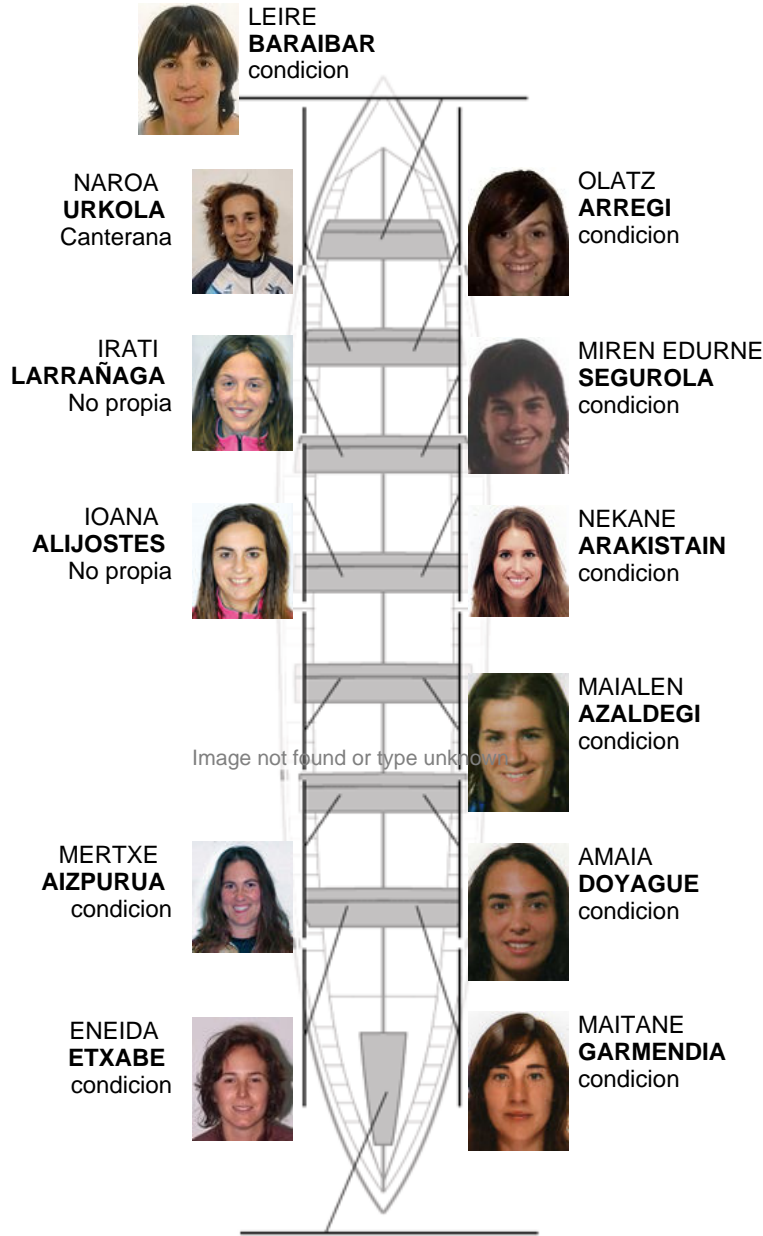 LEIRE
BARAIBAR
condicion
NAROA
URKOLA
Canterana
OLATZ
ARREGI
condicion
IRATI
LARRAÑAGA
No propia
MIREN EDURNE
SEGUROLA
condicion
IOANA
ALIJOSTES
No propia
NEKANE
ARAKISTAIN
condicion
MAIALEN
AZALDEGI
condicion
Image not found or type unknown
MERTXE
AIZPURUA
condicion
AMAIA
DOYAGUE
condicion
ENEIDA
ETXABE
condicion
MAITANE
GARMENDIA
condicion